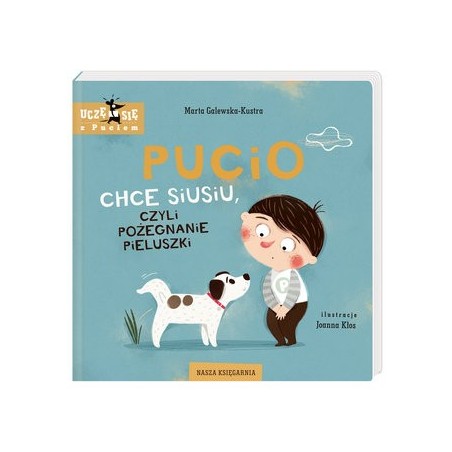 UCZĘ SIĘ
z Puciem
Marta Galewska-Kustra
PUCIO
CHCE SIUSIU,
CZYLI
POŻEGNANIE
PIELUSZKI
ilustracje
Joanna Kłos
NASZA KSIĘGARNIA